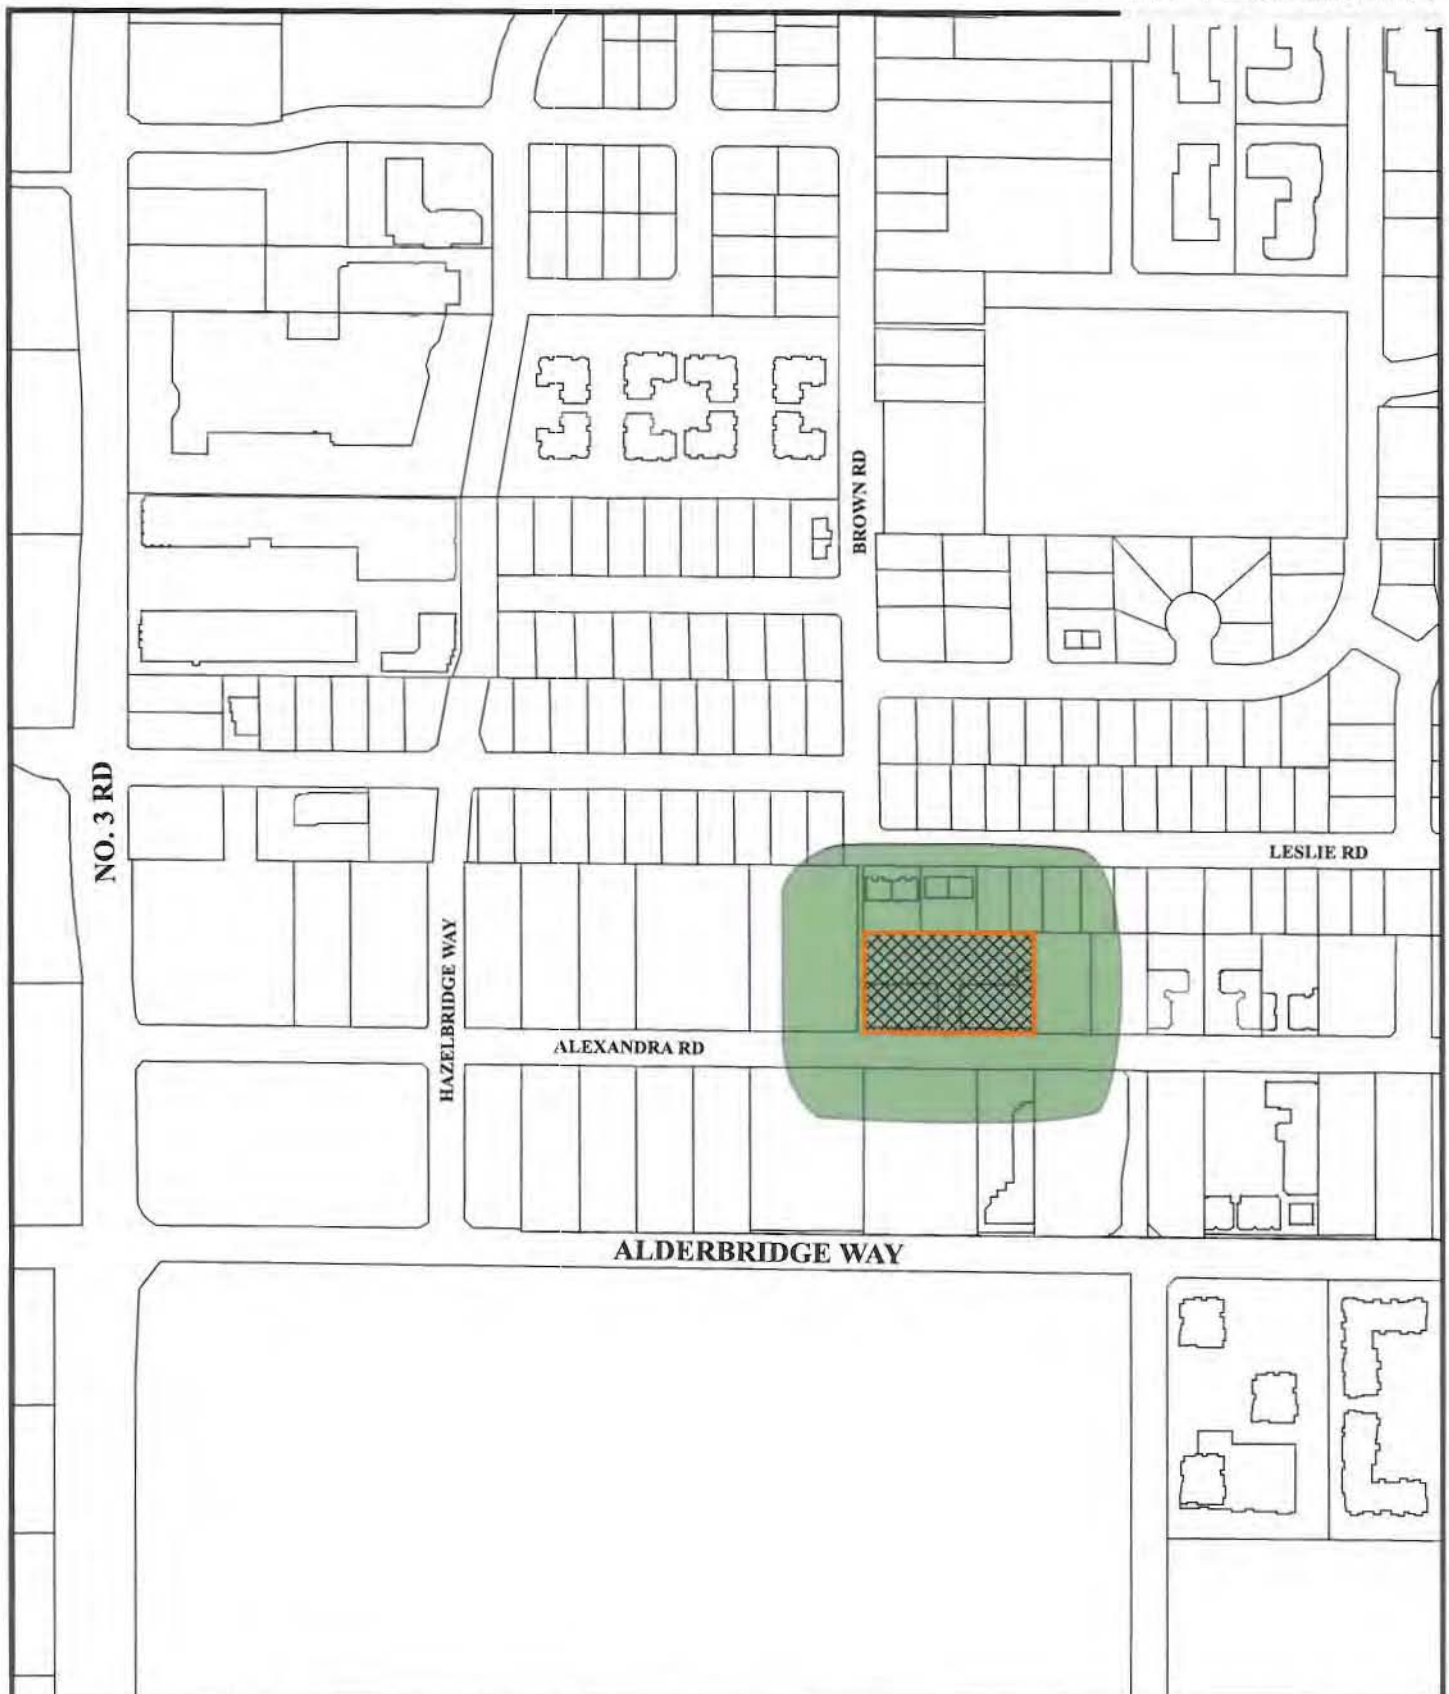 BROWN RD
NO. 3 RD
LESLIE RD
HAZELBRIDGE WAY
ALEXANDRA RD
ALDERBRIDGE WAY